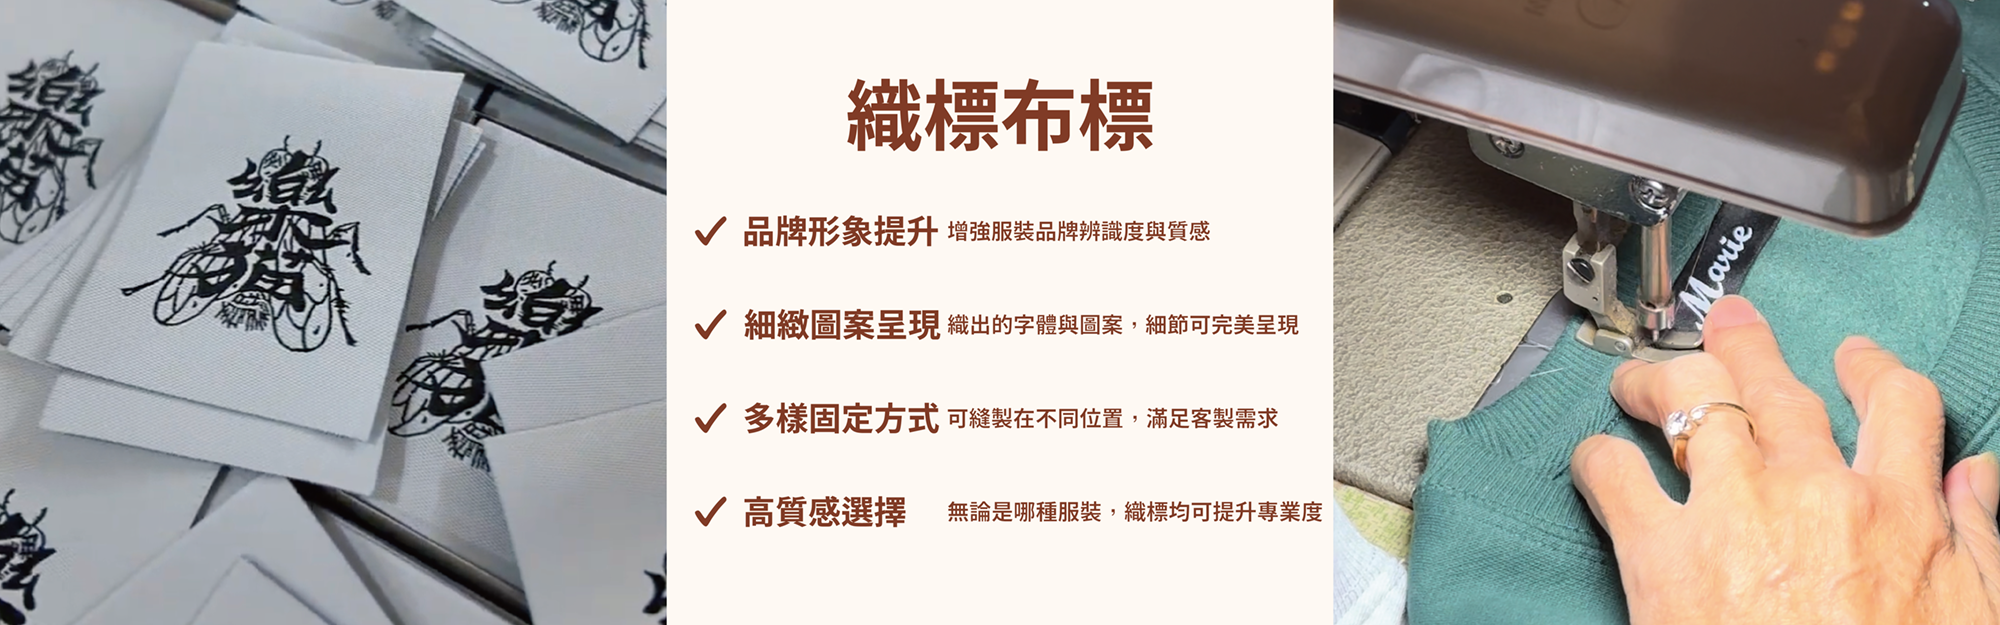 樂猫
織標布標
品牌形象提升 增強服裝品牌辨識度與質感
細緻圖案呈現 織出的字體與圖案，細節可完美呈現
多樣固定方式 可縫製在不同位置，滿足客製需求
高質感選擇 無論是哪種服裝，織標均可提升專業度
Marie